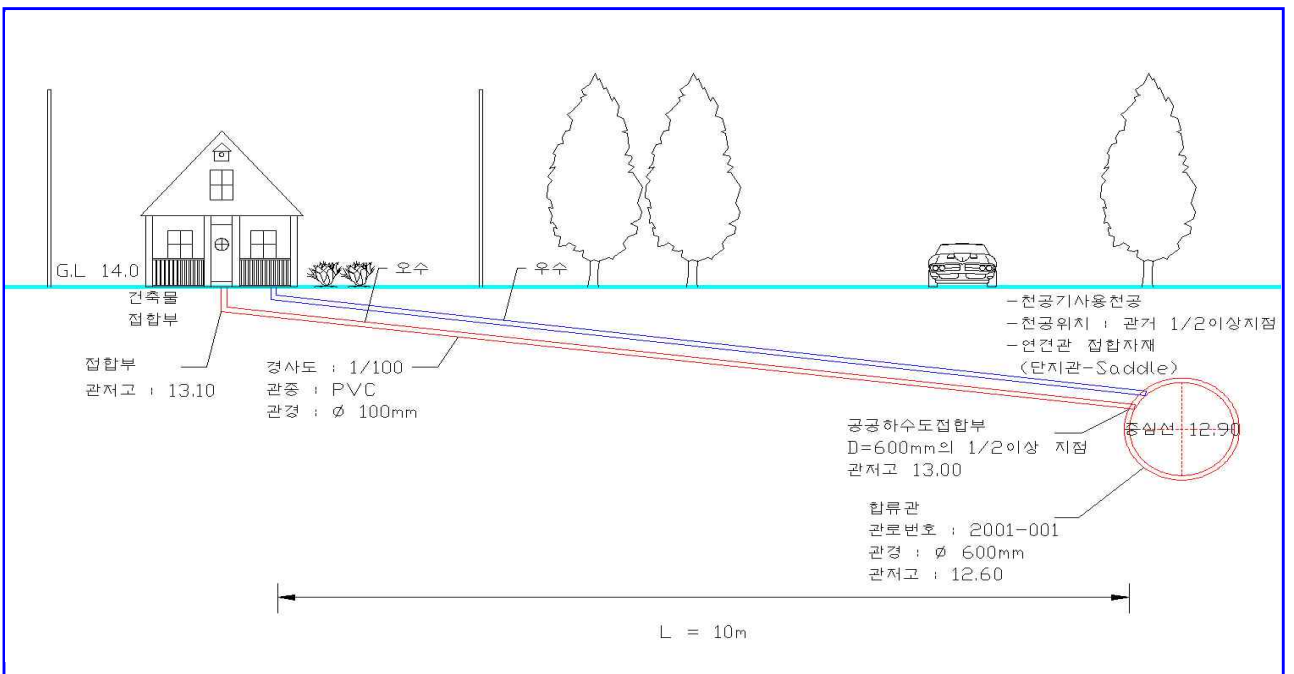 G.L 14.0
건축물
접합부
오수
우수
-천공기사용천공
-천공위치 : 관거 1/2이상지점
-연견관 접합자재
(단지관-Saddle)
접합부
관저고 : 13.10
경사도 : 1/100
관종 : PVC
관경 : Ø 100mm
공공하수도접합부
D=600mm의 1/2이상 지점
관저고 13.00
중심선 12.90
합류관
관로번호 : 2001-001
관경 : Ø 600mm
관저고 : 12.60
L = 10m